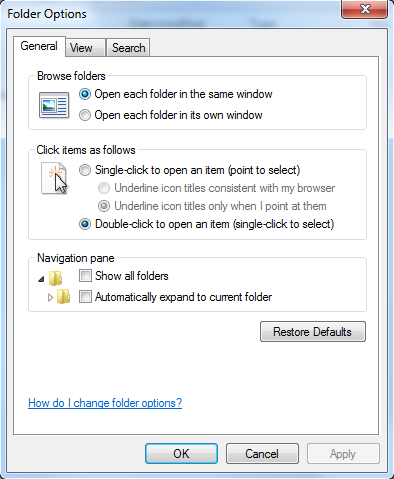 Folder Options
General View Search
Browse folders
Open each folder in the same window
Open each folder in its own window
Click items as follows
Single-click to open an item (point to select)
Underline icon titles consistent with my browser
Underline icon titles only when I point at them
Double-click to open an item (single-click to select)
Navigation pane
Show all folders
Automatically expand to current folder
Restore Defaults
How do I change folder options?
OK Cancel Apply